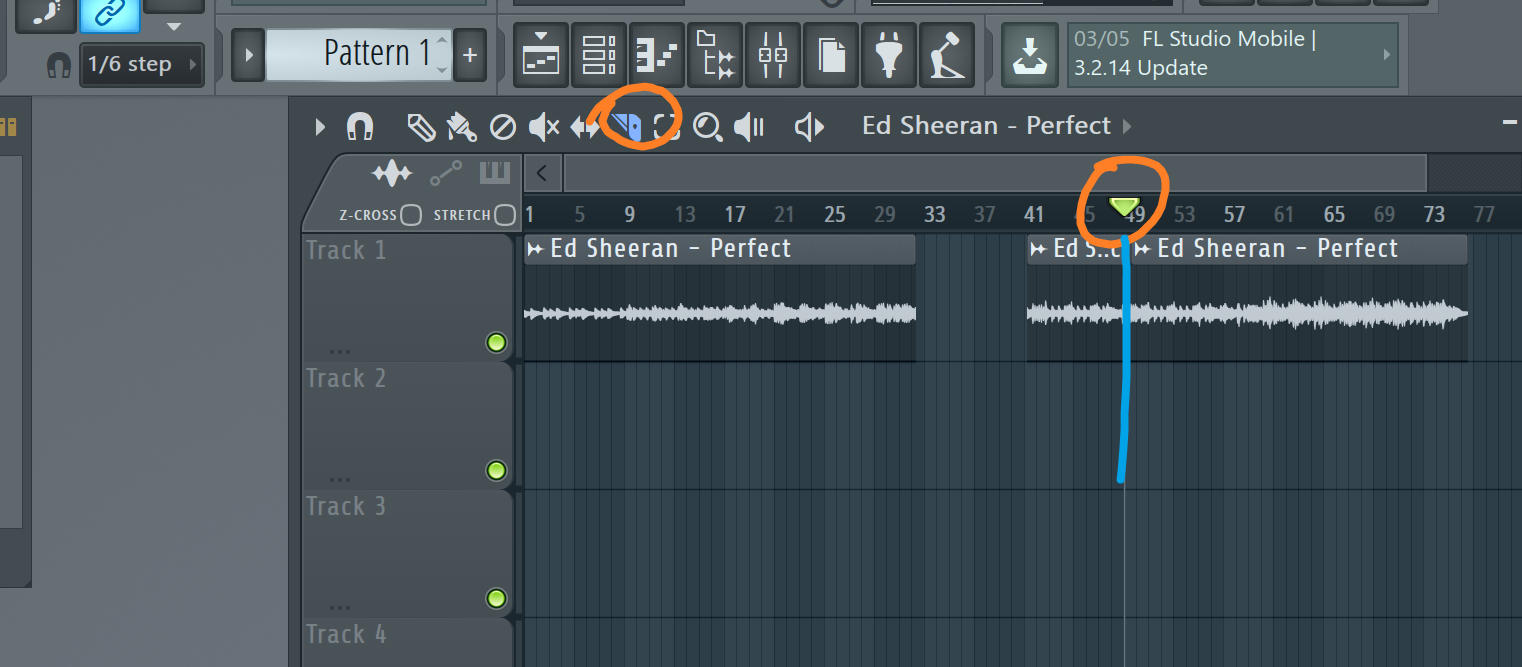 1/6 step
Pattern 1
+
03/05 FL Studio Mobile |
3.2.14 Update
Ed Sheeran - Perfect
Z-CROSS STRETCH
1 5 9 13 17 21 25 29 33 37 41 45 49 53 57 61 65 69 73 77
Track 1
Ed Sheeran - Perfect
Ed S..c
Ed Sheeran - Perfect
Track 2
Track 3
Track 4